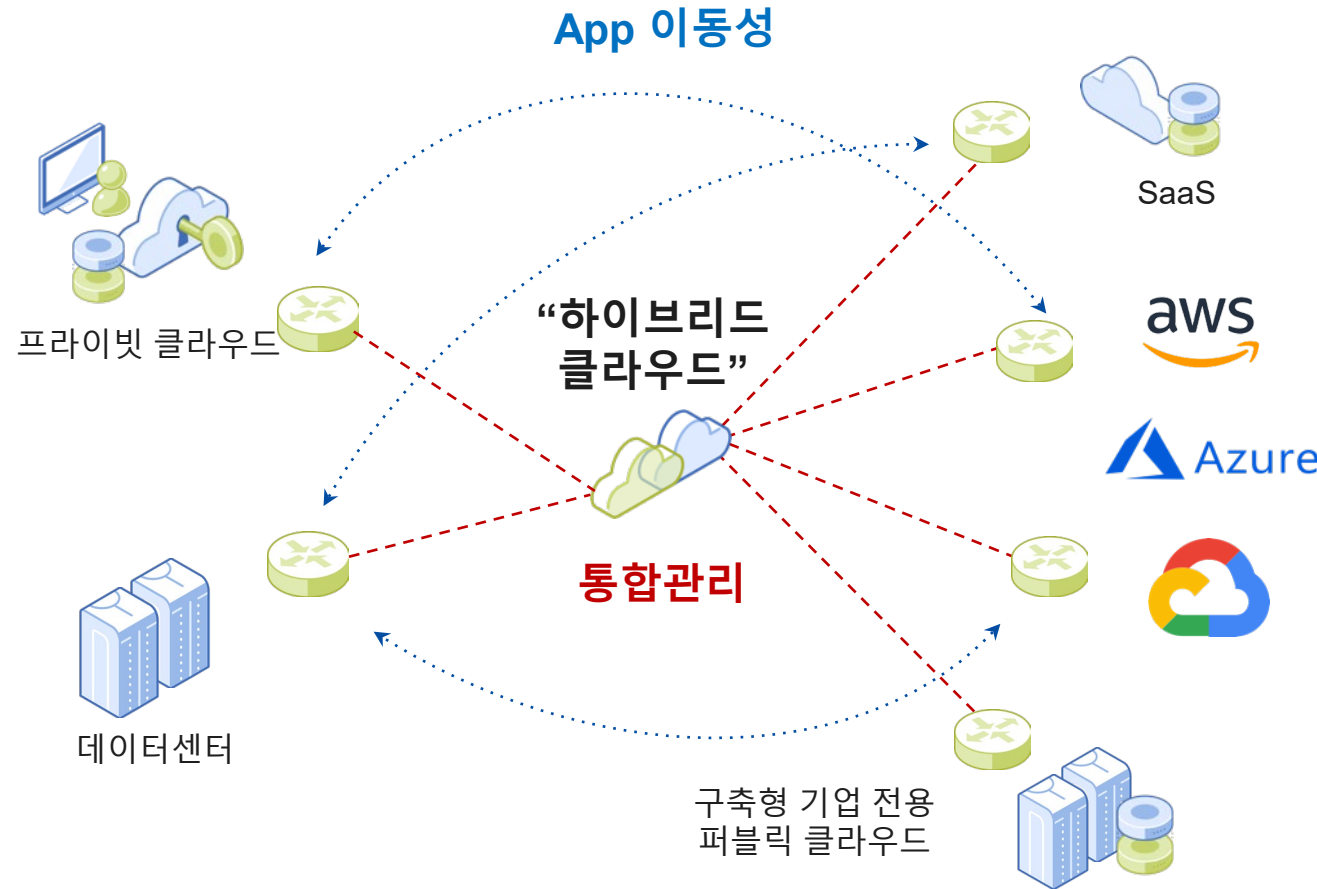 App 이동성
SaaS
프라이빗 클라우드
“하이브리드
클라우드”
aws
Azure
통합관리
데이터센터
구축형 기업 전용
퍼블릭 클라우드